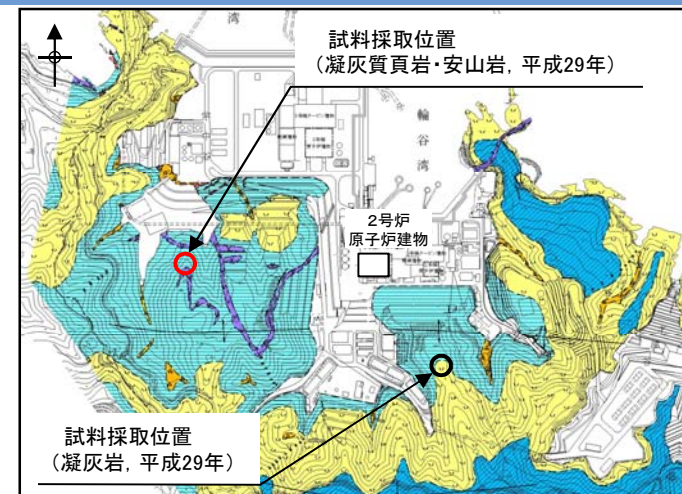 湾
試料採取位置
（凝灰質頁岩・安山岩，平成29年）
輪谷湾
2号炉
原子炉建物
試料採取位置
（凝灰岩，平成29年）